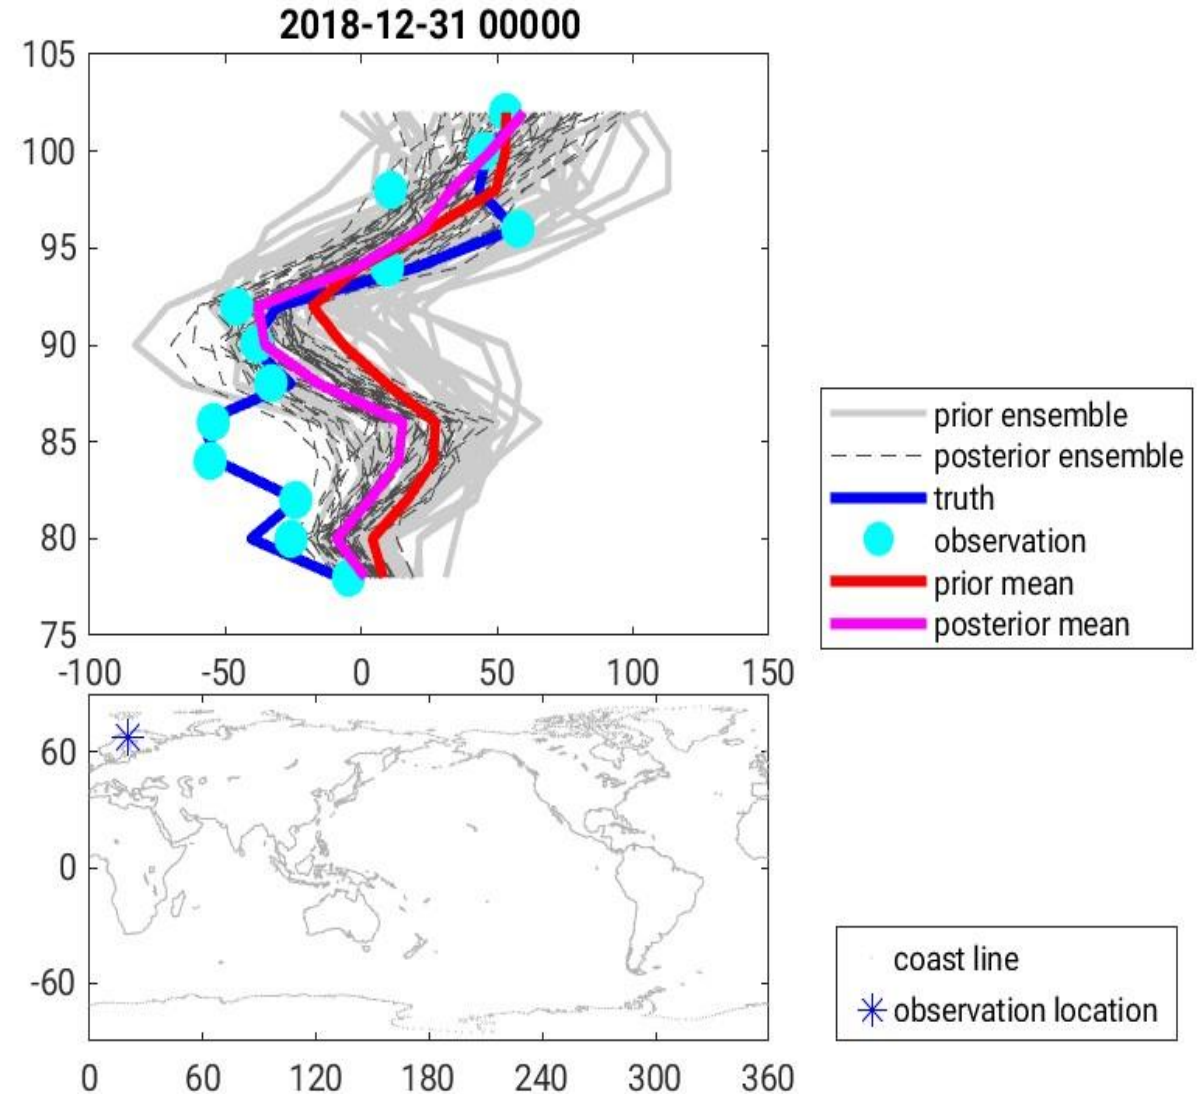 2018-12-31 00000
105
100
95
90
85
80
75
-100 -50 0 50 100 150
prior ensemble
posterior ensemble
truth
observation
prior mean
posterior mean
60
0
-60
0 60 120 180 240 300 360
coast line
observation location